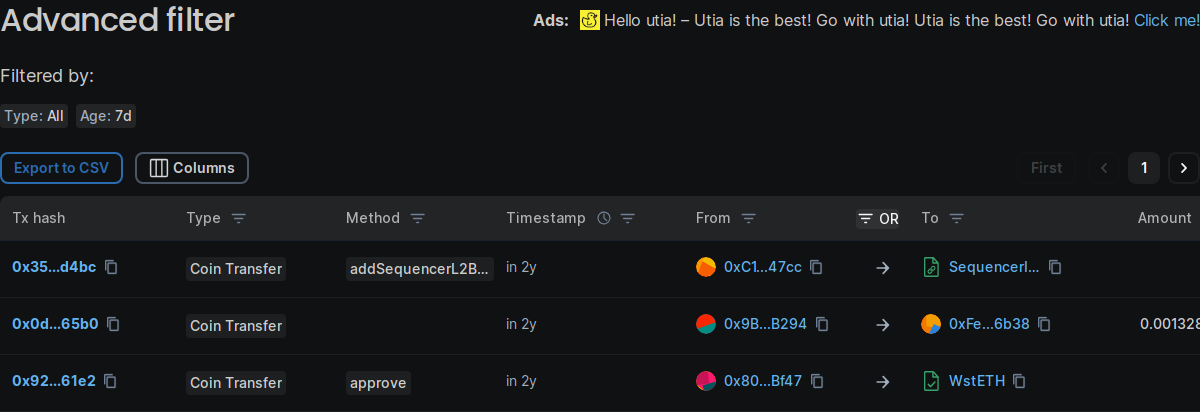 Advanced filter
Ads: Hello utia! – Utia is the best! Go with utia! Utia is the best! Go with utia! Click me!
Filtered by:
Type: All Age: 7d
Export to CSV Columns First 1
Tx hash Type Method Timestamp From OR To Amount
0x35...d4bc Coin Transfer addSequencerL2B... in 2y 0xC1...47cc SequencerI...
0x0d...65b0 Coin Transfer in 2y 0x9B...B294 0xFe...6b38 0.001328
0x92...61e2 Coin Transfer approve in 2y 0x80...Bf47 WstETH